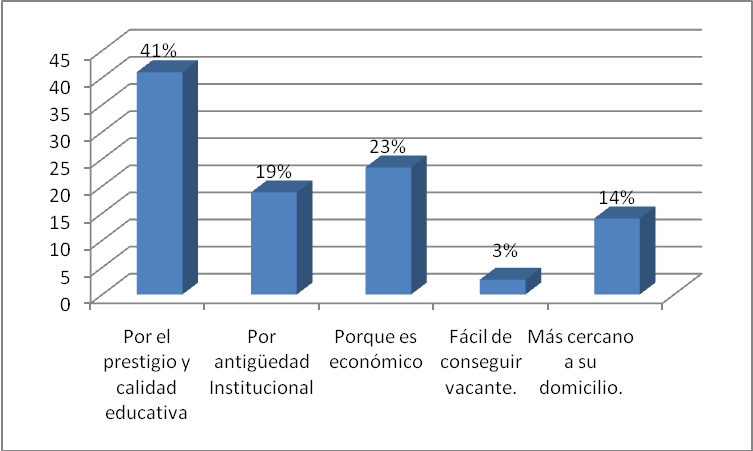 45
40
35
30
25
20
15
10
5
0
41%
19%
23%
3%
14%
Por el
prestigio y
calidad
educativa
Por
antigüedad
Institucional
Porque es
económico
Fácil de
conseguir
vacante.
Más cercano
a su
domicilio.